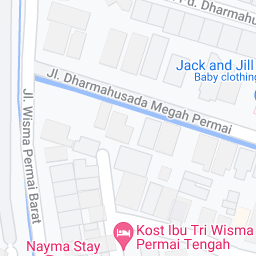 Dharmahu
Jack and Jill
Baby clothing
Jl. Dharmahusada Megah Permai
Jl. Wisma Permai Barat
Kost Ibu Tri Wisma
Permai Tengah
Nayma Stay